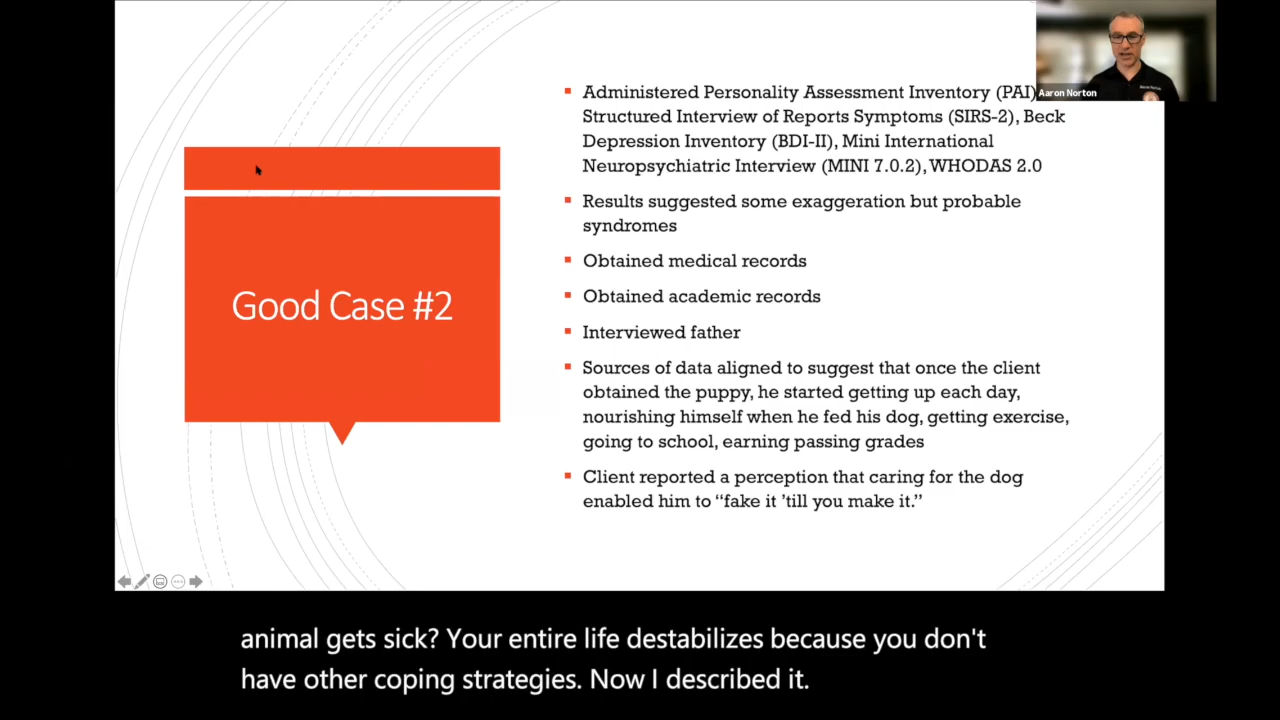 Aaron Norton
Administered Personality Assessment Inventory (PAI)
Structured Interview of Reports Symptoms (SIRS-2), Beck
Depression Inventory (BDI-II), Mini International
Neuropsychiatric Interview (MINI 7.0.2), WHODAS 2.0
Results suggested some exaggeration but probable
syndromes
Obtained medical records
Obtained academic records
Interviewed father
Sources of data aligned to suggest that once the client
obtained the puppy, he started getting up each day,
nourishing himself when he fed his dog, getting exercise,
going to school, earning passing grades
Client reported a perception that caring for the dog
enabled him to “fake it ’till you make it.”
Good Case #2
animal gets sick? Your entire life destabilizes because you don't
have other coping strategies. Now I described it.